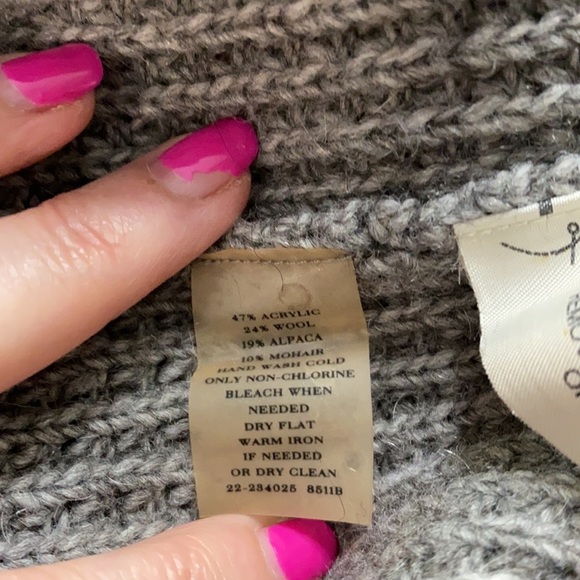 47% ACRYLIC
24% WOOL
19% ALPACA
10% MOHAIR
HAND WASH COLD
ONLY NON-CHLORINE
BLEACH WHEN
NEEDED
DRY FLAT
WARM IRON
IF NEEDED
OR DRY CLEAN
22-234025 8511B